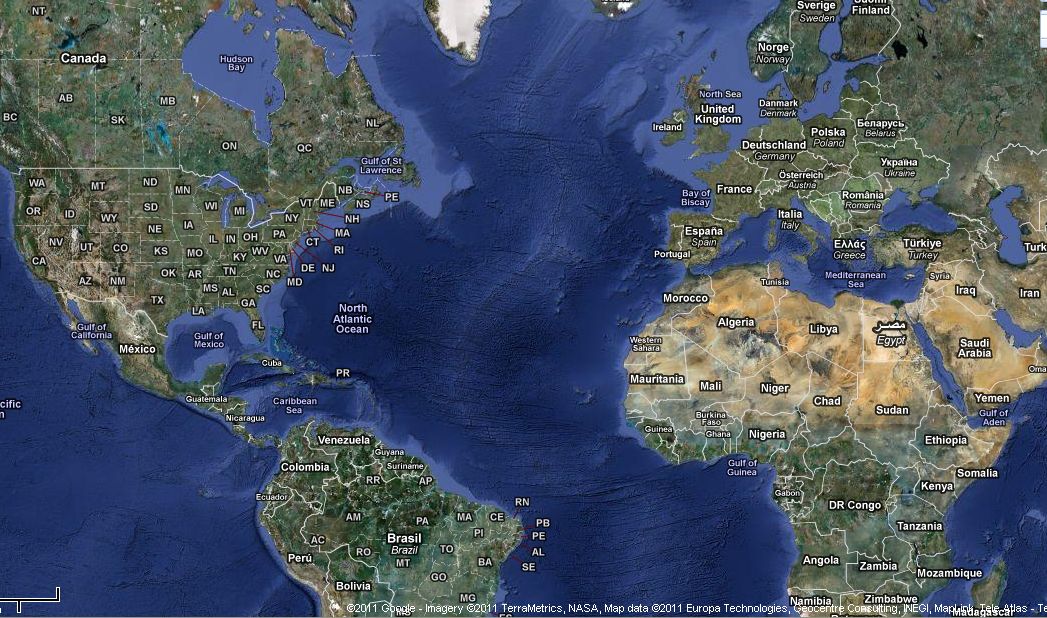 NT
Sverige
Sweden
Suomi
Finland
Canada
Hudson
Bay
Norge
Norway
AB
MB
BC
SK
North Sea
United
Kingdom
Danmark
Denmark
Ireland
NL
ON
QC
Polska
Poland
Беларусь
Belarus
Deutschland
Germany
Gulf of St
Lawrence
Україна
Ukraine
Österreich
Austria
France
România
Romania
Bay of
Biscay
WA
MT
ND
MN
NB
PE
NS
OR
ID
WY
SD
WI
MI
VT
ME
NY
NH
MA
RI
CT
NE
IA
IL
IN
OH
PA
NV
UT
CO
KS
MO
KY
WV
VA
DE
NJ
MD
CA
AZ
NM
OK
AR
TN
NC
SC
MS
AL
GA
TX
LA
FL
Italia
Italy
España
Spain
Portugal
Ελλάς
Greece
Türkiye
Turkey
Turk
Mediterranean
Sea
Tunisia
Syria
Iraq
Iran
Morocco
Algeria
Libya
مصر
Egypt
Saudi
Arabia
Oma
Western
Sahara
North
Atlantic
Ocean
Gulf of
California
Gulf of
Mexico
México
Cuba
PR
Guatemala
Caribbean
Sea
Nicaragua
cific
n
Mauritania
Mali
Niger
Chad
Sudan
Yemen
Gulf of
Aden
Burkina
Faso
Guinea
Ghana
Nigeria
Ethiopia
Somalia
Gulf of
Guinea
Kenya
Gabon
DR Congo
Tanzania
Angola
Zambia
Mozambique
Namibia
Zimbabwe
Madagascar
Venezuela
Guyana
Suriname
Colombia
RR
AP
Ecuador
AM
PA
MA
CE
RN
PB
PE
AL
SE
PI
AC
RO
Brasil
Brazil
TO
BA
MT
GO
MG
Perú
Bolivia
©2011 Google - Imagery ©2011 TerraMetrics, NASA, Map data ©2011 Europa Technologies, Geocentre Consulting, INEGI, MapLink, Tele Atlas - Te